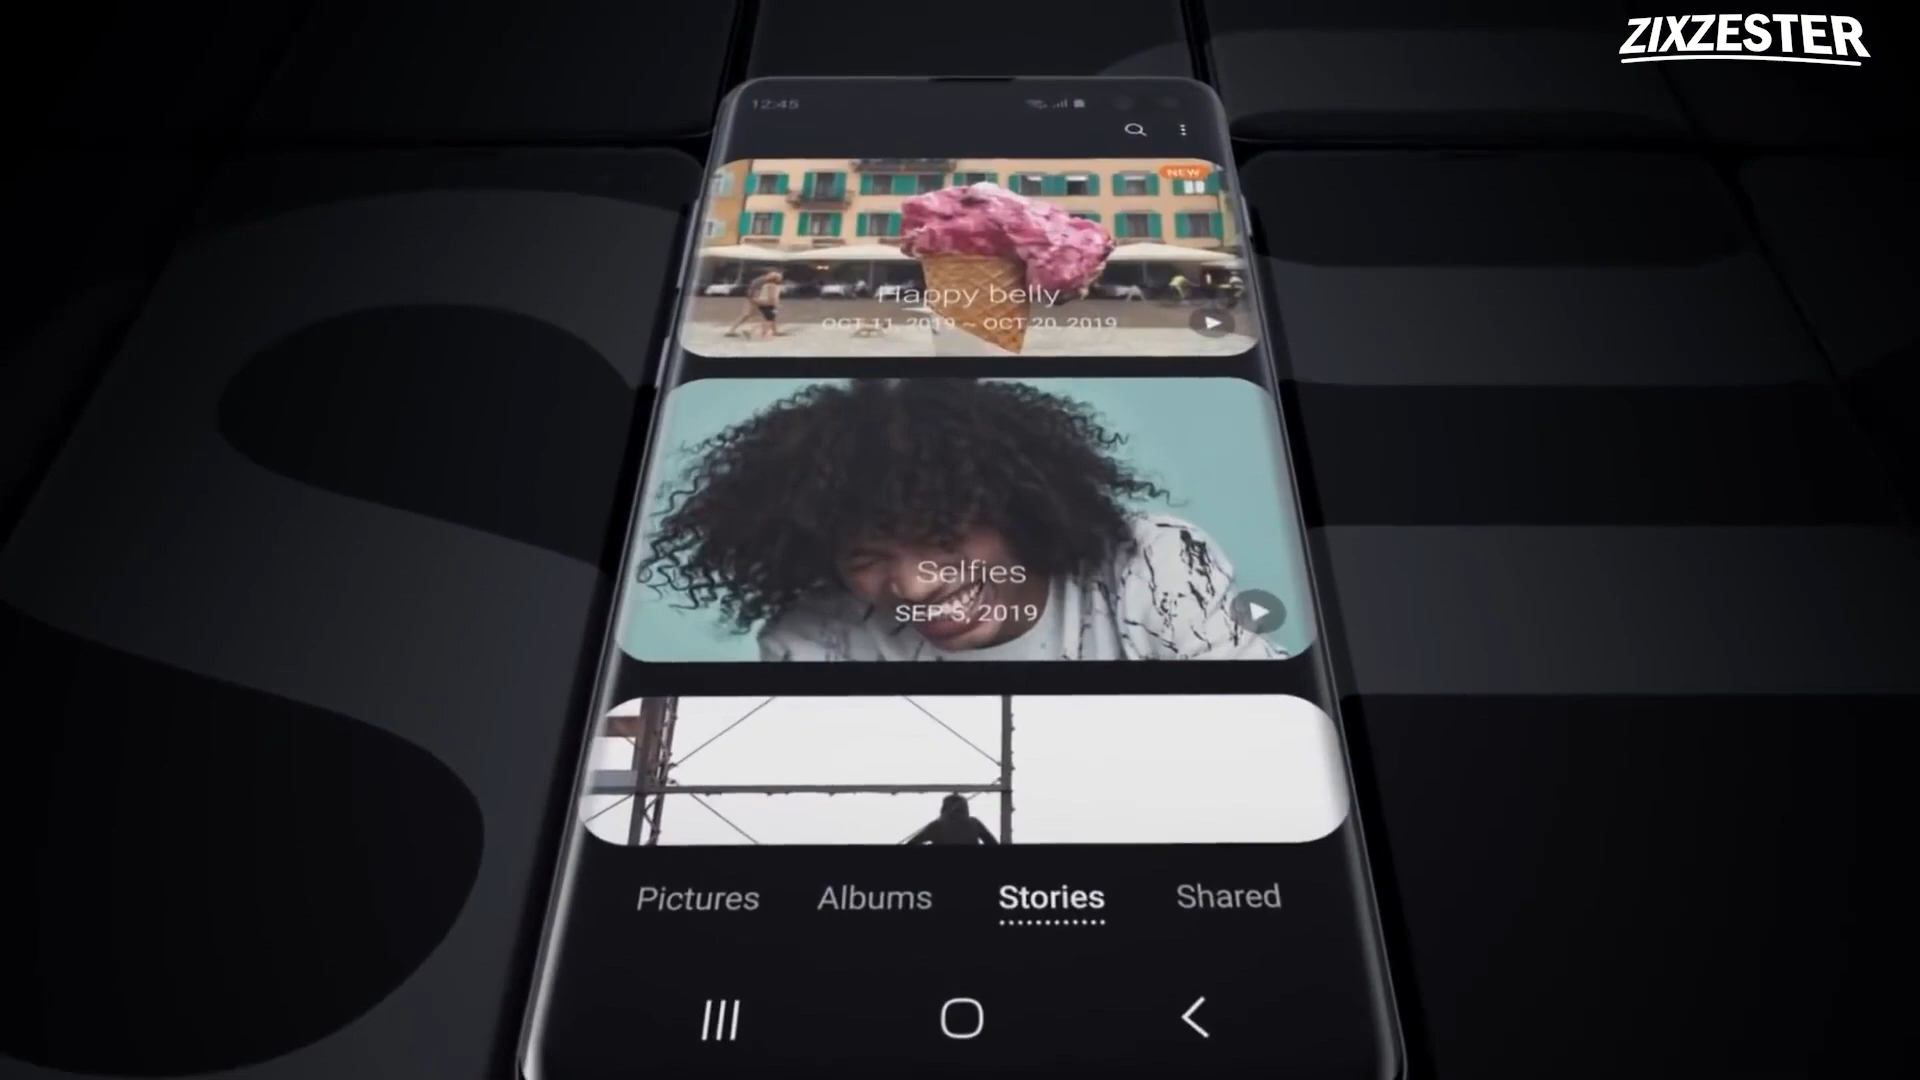 ZIXZESTER
12:45
NEW
Happy belly
OCT 11, 2019 ~ OCT 20, 2019
Selfies
SEP 5, 2019
Pictures Albums Stories Shared